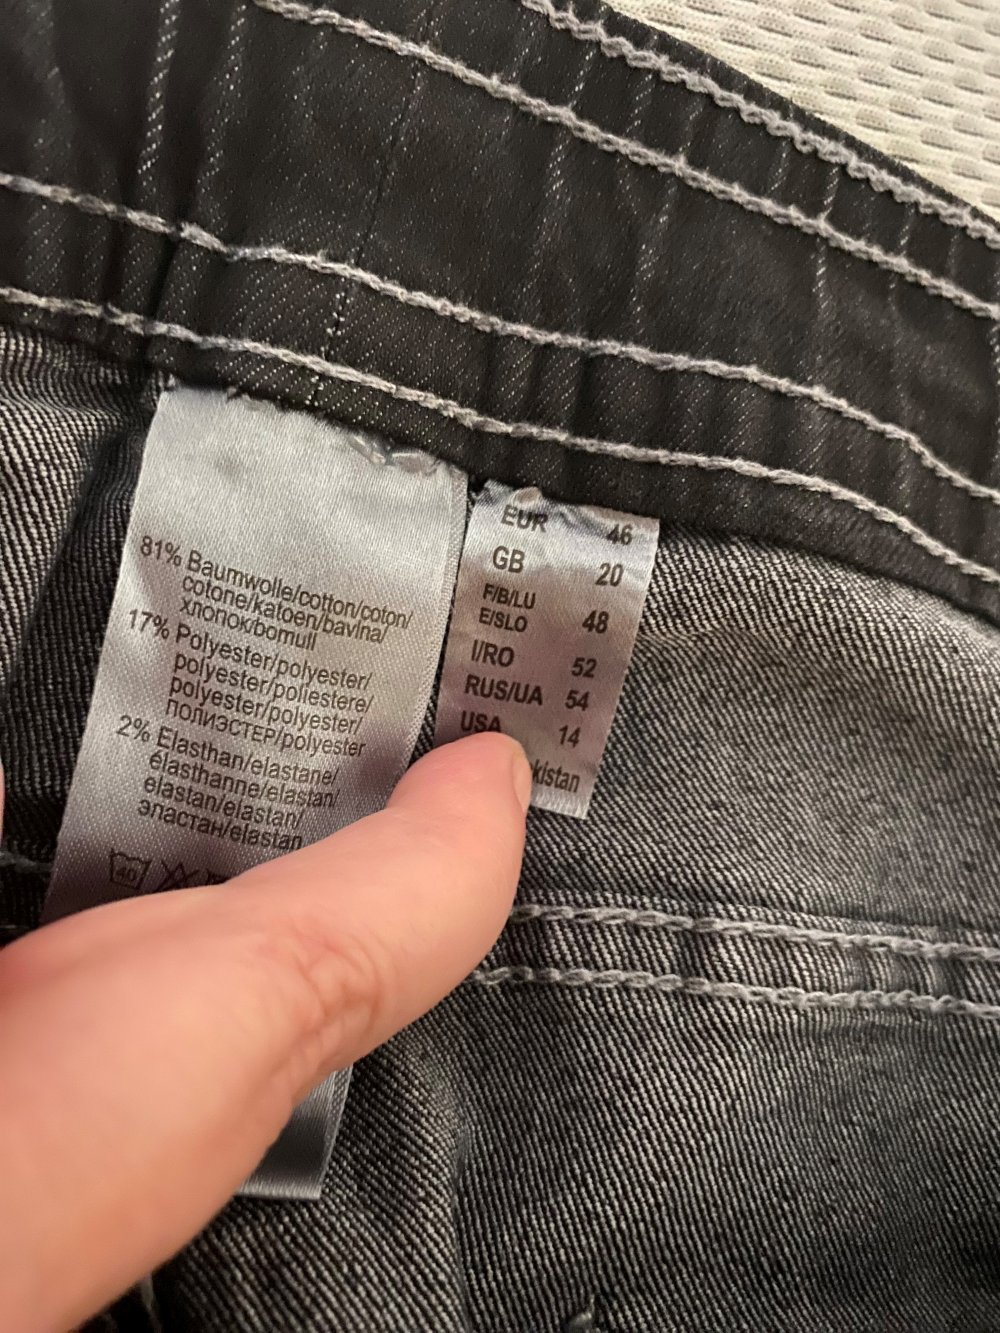 81% Baumwolle/cotton/coton/
cotone/katoen/bavlna/
хлопок/bomull
17% Polyester/polyester/
polyester/poliestere/
polyester/polyester/
ПОЛИЭСТЕР/polyester
2% Elasthan/elastane/
élasthanne/elastan/
elastan/elastan/
эластан/elastan
40
EUR 46
GB 20
F/B/LU
E/SLO 48
I/RO 52
RUS/UA 54
USA 14
kistan